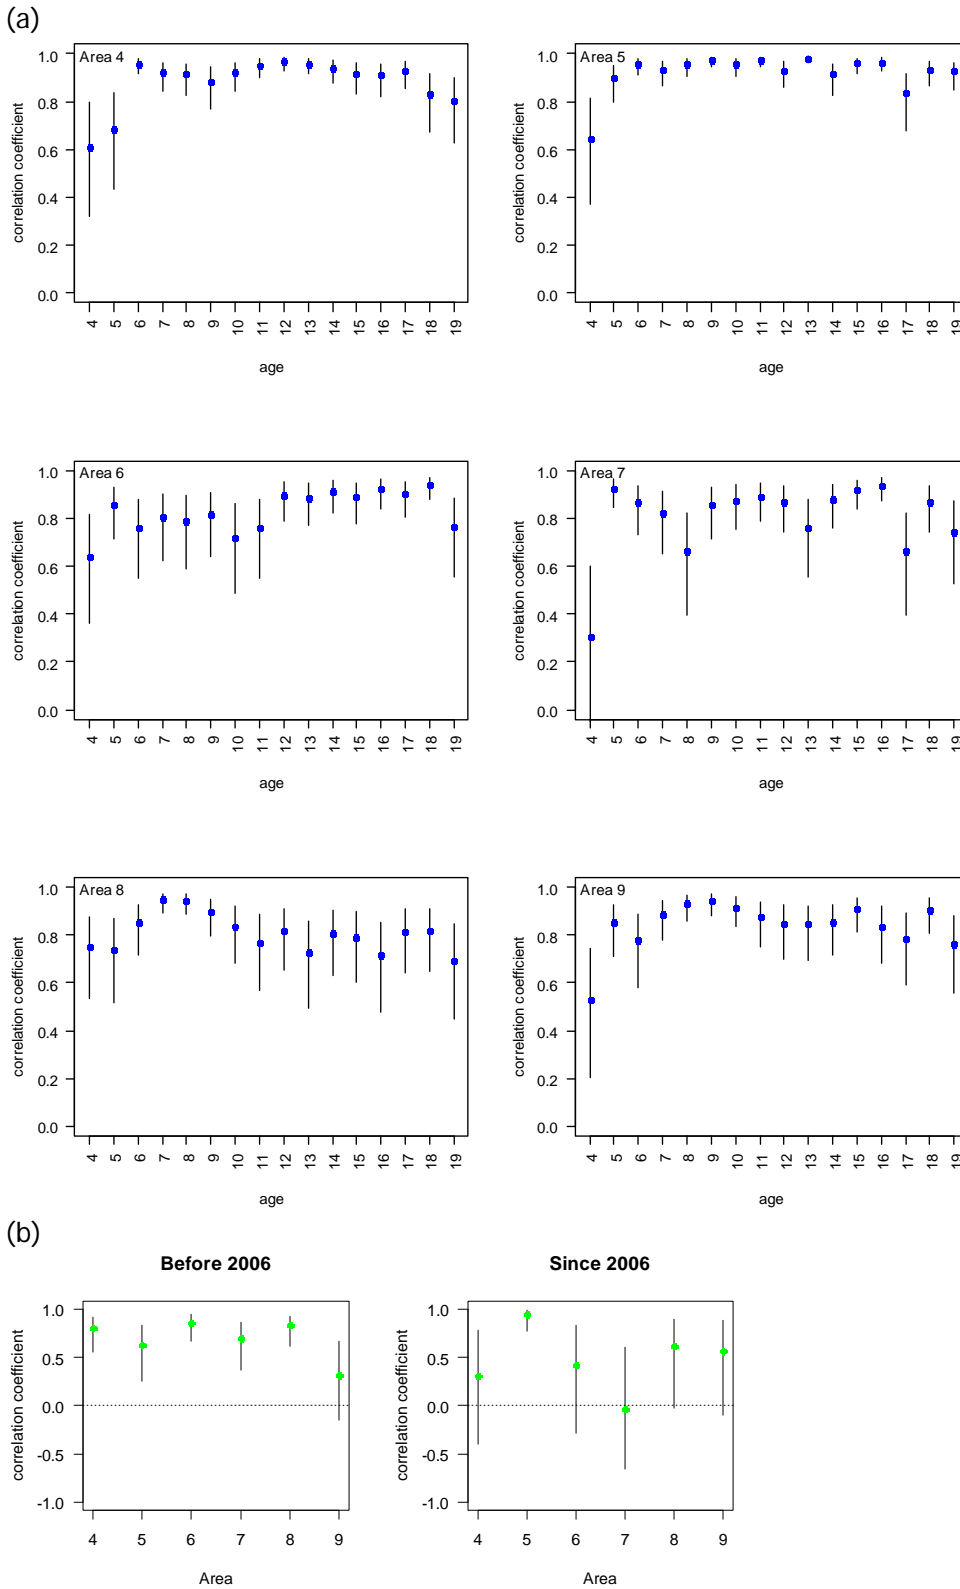 (a)
Area 4
correlation coefficient
1.0
0.8
0.6
0.4
0.2
0.0
4 5 6 7 8 9 10 11 12 13 14 15 16 17 18 19
age
Area 5
correlation coefficient
1.0
0.8
0.6
0.4
0.2
0.0
4 5 6 7 8 9 10 11 12 13 14 15 16 17 18 19
age
Area 6
correlation coefficient
1.0
0.8
0.6
0.4
0.2
0.0
4 5 6 7 8 9 10 11 12 13 14 15 16 17 18 19
age
Area 7
correlation coefficient
1.0
0.8
0.6
0.4
0.2
0.0
4 5 6 7 8 9 10 11 12 13 14 15 16 17 18 19
age
Area 8
correlation coefficient
1.0
0.8
0.6
0.4
0.2
0.0
4 5 6 7 8 9 10 11 12 13 14 15 16 17 18 19
age
Area 9
correlation coefficient
1.0
0.8
0.6
0.4
0.2
0.0
4 5 6 7 8 9 10 11 12 13 14 15 16 17 18 19
age
(b)
Before 2006
correlation coefficient
1.0
0.5
0.0
-0.5
-1.0
4 5 6 7 8 9
Area
Since 2006
correlation coefficient
1.0
0.5
0.0
-0.5
-1.0
4 5 6 7 8 9
Area